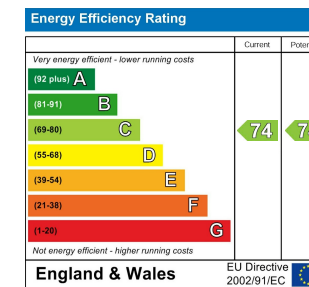 Energy Efficiency Rating
Current
Very energy efficient - lower running costs
(92 plus) A
(81-91) B
(69-80) C 74
(55-68) D
(39-54) E
(21-38) F
(1-20) G
Not energy efficient - higher running costs
England & Wales
EU Directive
2002/91/EC